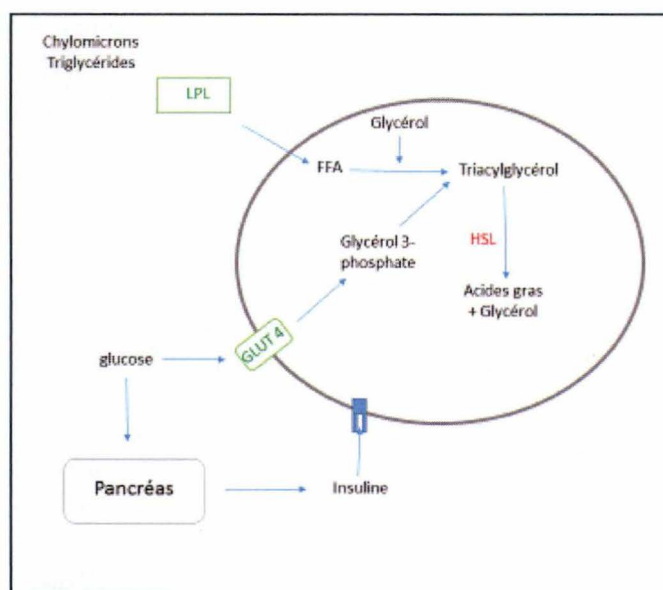 Chylomicrons
Triglycérides
LPL
Glycérol
FFA
Triacylglycérol
Glycérol 3-
phosphate
HSL
Acides gras
+ Glycérol
GLUT 4
glucose
Pancréas
Insuline